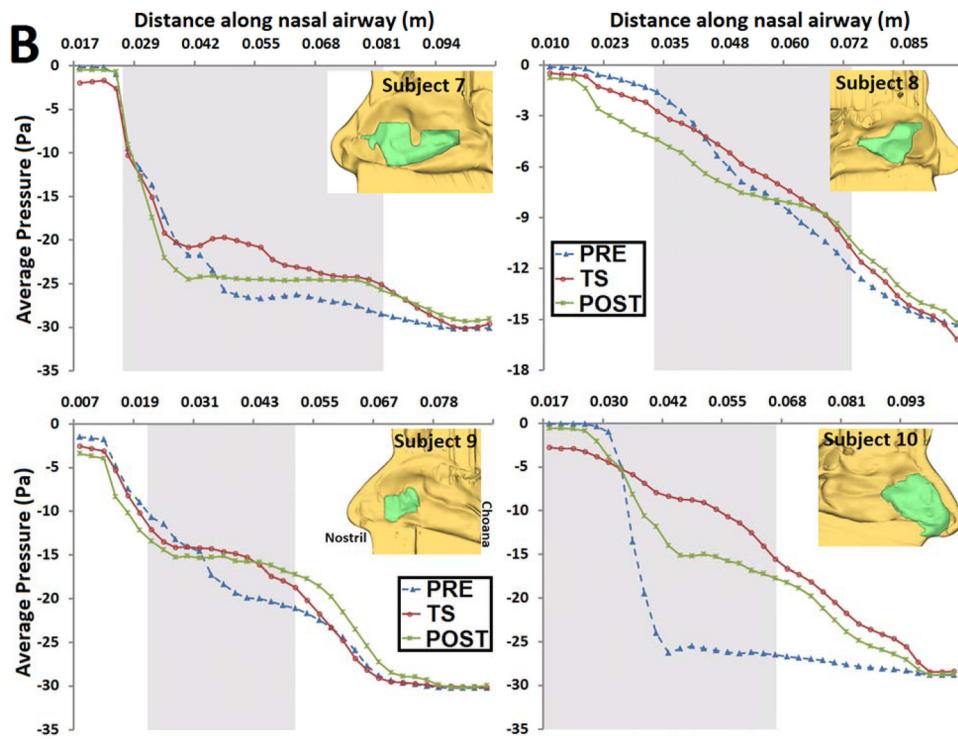 B
Distance along nasal airway (m)
0.017 0.029 0.042 0.055 0.068 0.081 0.094
Average Pressure (Pa)
0
-5
-10
-15
-20
-25
-30
-35
Subject 7
Distance along nasal airway (m)
0.010 0.023 0.035 0.048 0.060 0.072 0.085
0
-3
-6
-9
-12
-15
-18
Subject 8
PRE
TS
POST
0.007 0.019 0.031 0.043 0.055 0.067 0.078
Average Pressure (Pa)
0
-5
-10
-15
-20
-25
-30
-35
Subject 9
Nostril
Choana
PRE
TS
POST
0.017 0.030 0.042 0.055 0.068 0.081 0.093
0
-5
-10
-15
-20
-25
-30
-35
Subject 10